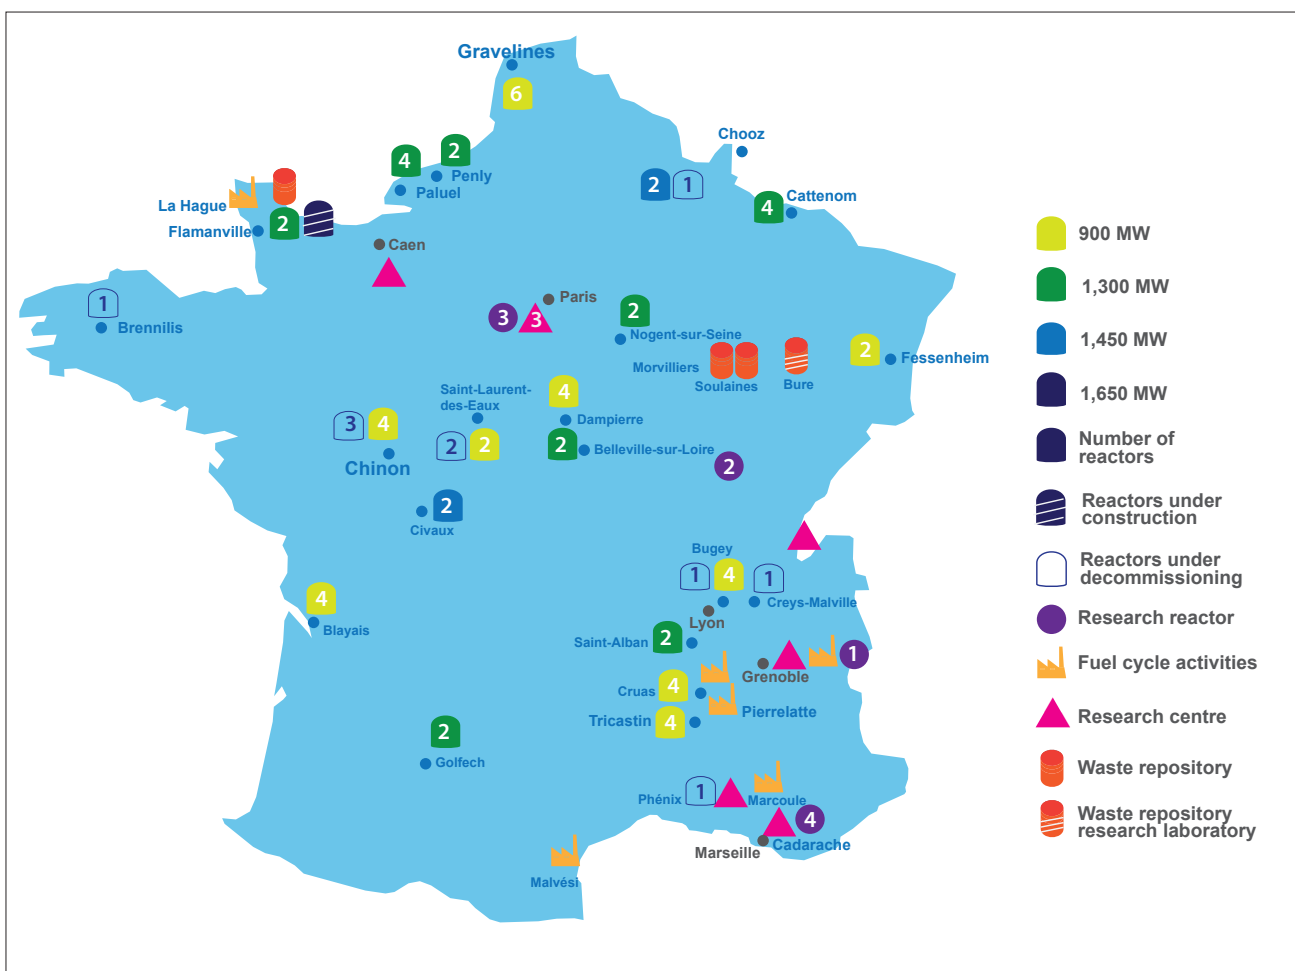 Gravelines
6
Chooz
4
2
Penly
Paluel
2
1
Cattenom
4
La Hague
Flamanville
2
Caen
1
Brennilis
Paris
3
3
2
Nogent-sur-Seine
Morvilliers
Soulaines
Bure
2
Fessenheim
Saint-Laurent-
des-Eaux
4
Dampierre
3
4
Chinon
2
2
2
Belleville-sur-Loire
2
2
Civaux
Bugey
1
4
1
Creys-Malville
Lyon
4
Blayais
Saint-Alban
2
Grenoble
1
Cruas
4
Pierrelatte
Tricastin
4
2
Golfech
Phénix
1
Marcoule
4
Marseille
Cadarache
Malvési
900 MW
1,300 MW
1,450 MW
1,650 MW
Number of
reactors
Reactors under
construction
Reactors under
decommissioning
Research reactor
Fuel cycle activities
Research centre
Waste repository
Waste repository
research laboratory